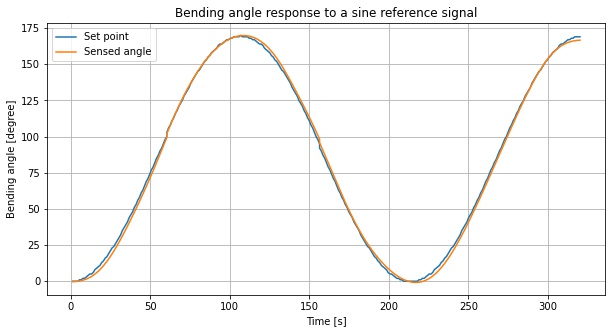 Bending angle response to a sine reference signal
Set point
Sensed angle
Bending angle [degree]
175
150
125
100
75
50
25
0
0 50 100 150 200 250 300
Time [s]